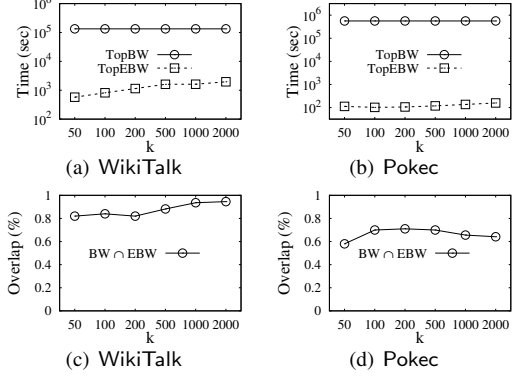 10^6
10^5
10^4
10^3
10^2
Time (sec)
TopBW
TopEBW
50 100 200 500 1000 2000
k
(a) WikiTalk
10^6
10^5
10^4
10^3
10^2
Time (sec)
TopBW
TopEBW
50 100 200 500 1000 2000
k
(b) Pokec
1
0.8
0.6
0.4
0.2
0
Overlap (%)
BW ∩ EBW
50 100 200 500 1000 2000
k
(c) WikiTalk
1
0.8
0.6
0.4
0.2
0
Overlap (%)
BW ∩ EBW
50 100 200 500 1000 2000
k
(d) Pokec